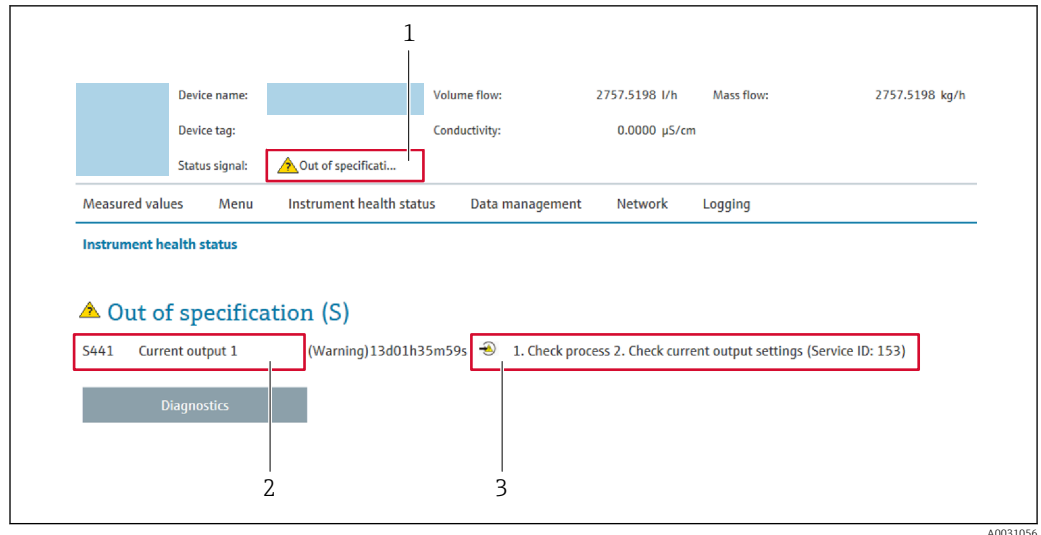 1
Device name: Volume flow: 2757.5198 l/h Mass flow: 2757.5198 kg/h
Device tag: Conductivity: 0.0000 µS/cm
Status signal: Out of specificati...
Measured values Menu Instrument health status Data management Network Logging
Instrument health status
Out of specification (S)
S441 Current output 1 (Warning)13d01h35m59s 1. Check process 2. Check current output settings (Service ID: 153)
Diagnostics
2 3
A0031056